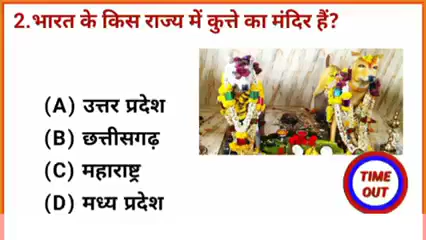 2.भारत के किस राज्य में कुत्ते का मंदिर हैं?
(A) उत्तर प्रदेश
(B) छत्तीसगढ़
(C) महाराष्ट्र
(D) मध्य प्रदेश
TIME
OUT